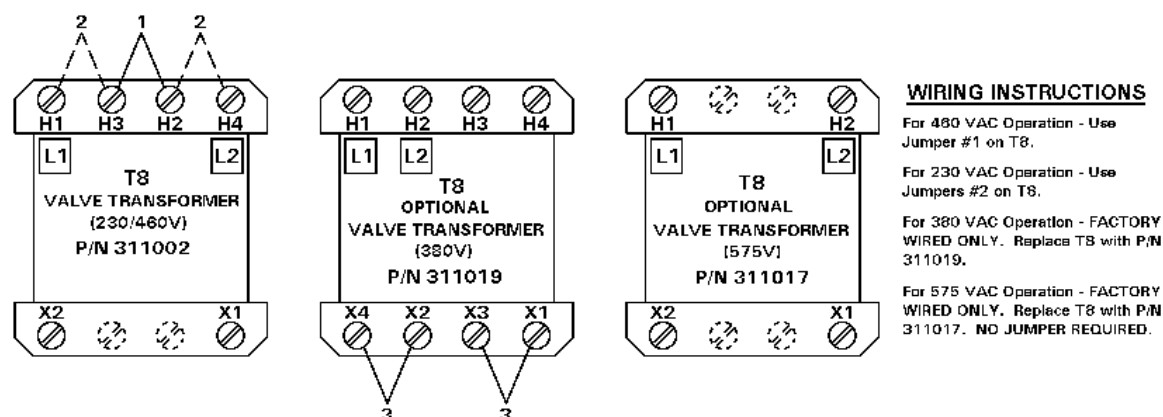 2 1 2
H1 H3 H2 H4
L1 L2
T8
VALVE TRANSFORMER
(230/460V)
P/N 311002
X2 X1
H1 H2 H3 H4
L1 L2
T8
OPTIONAL
VALVE TRANSFORMER
(380V)
P/N 311019
X4 X2 X3 X1
3 3
H1 H2
L1 L2
T8
OPTIONAL
VALVE TRANSFORMER
(575V)
P/N 311017
X2 X1
WIRING INSTRUCTIONS
For 460 VAC Operation - Use
Jumper #1 on T8.
For 230 VAC Operation - Use
Jumpers #2 on T8.
For 380 VAC Operation - FACTORY
WIRED ONLY. Replace T8 with P/N
311019.
For 575 VAC Operation - FACTORY
WIRED ONLY. Replace T8 with P/N
311017. NO JUMPER REQUIRED.